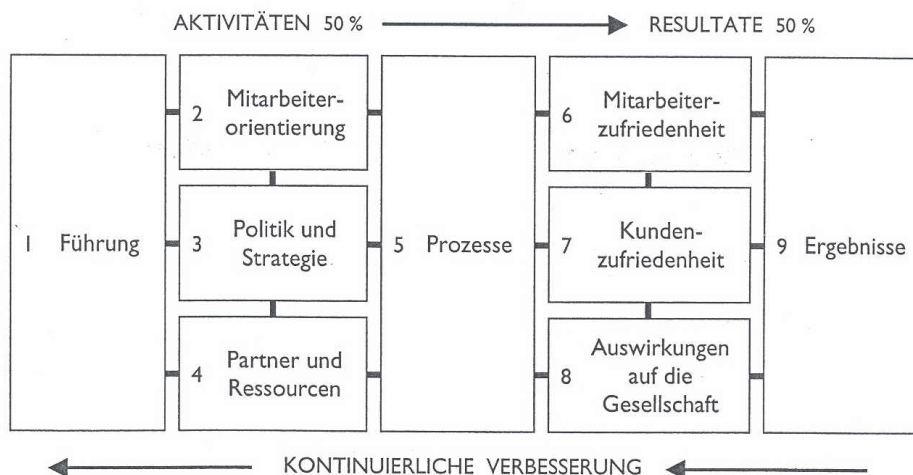 AKTIVITÄTEN 50 %
RESULTATE 50 %
1 Führung
2 Mitarbeiter-
orientierung
3 Politik und
Strategie
4 Partner und
Ressourcen
5 Prozesse
6 Mitarbeiter-
zufriedenheit
7 Kunden-
zufriedenheit
8 Auswirkungen
auf die
Gesellschaft
9 Ergebnisse
KONTINUIERLICHE VERBESSERUNG